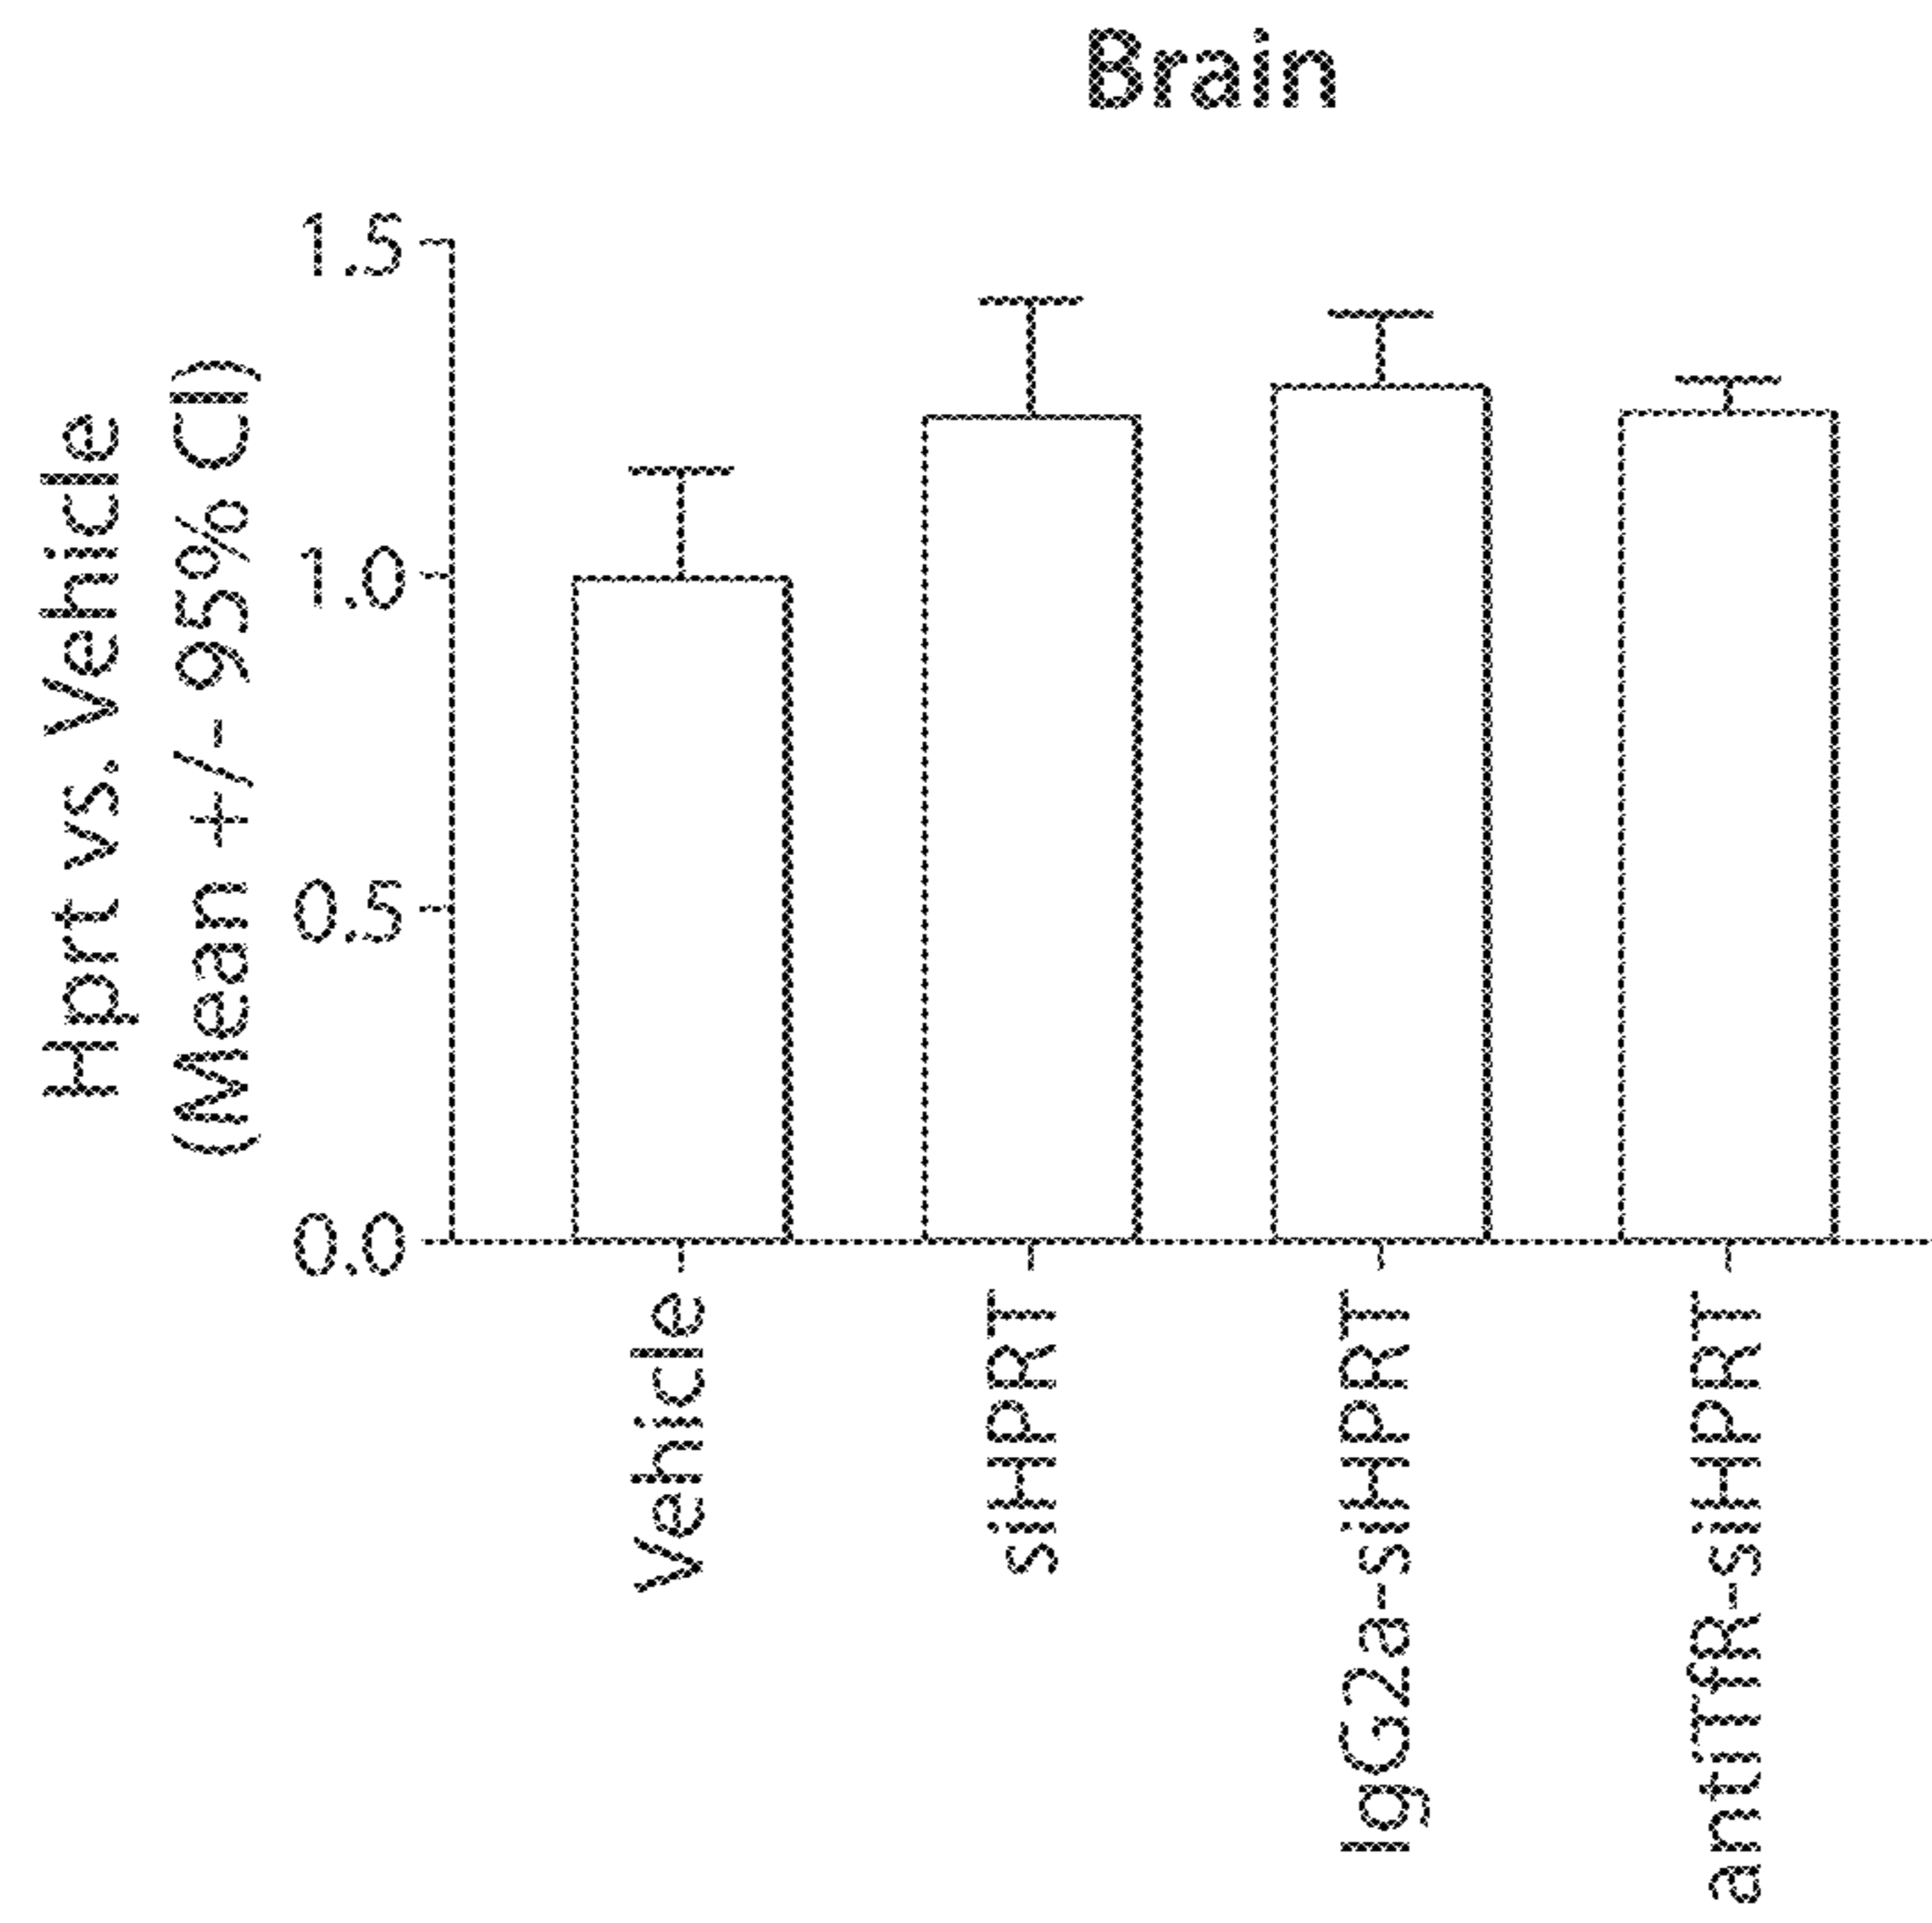 Brain
Hprt vs. Vehicle
(Mean +/- 95% CI)
1.5
1.0
0.5
0.0
Vehicle
siHPRT
IgG2a-siHPRT
antiTfR-siHPRT